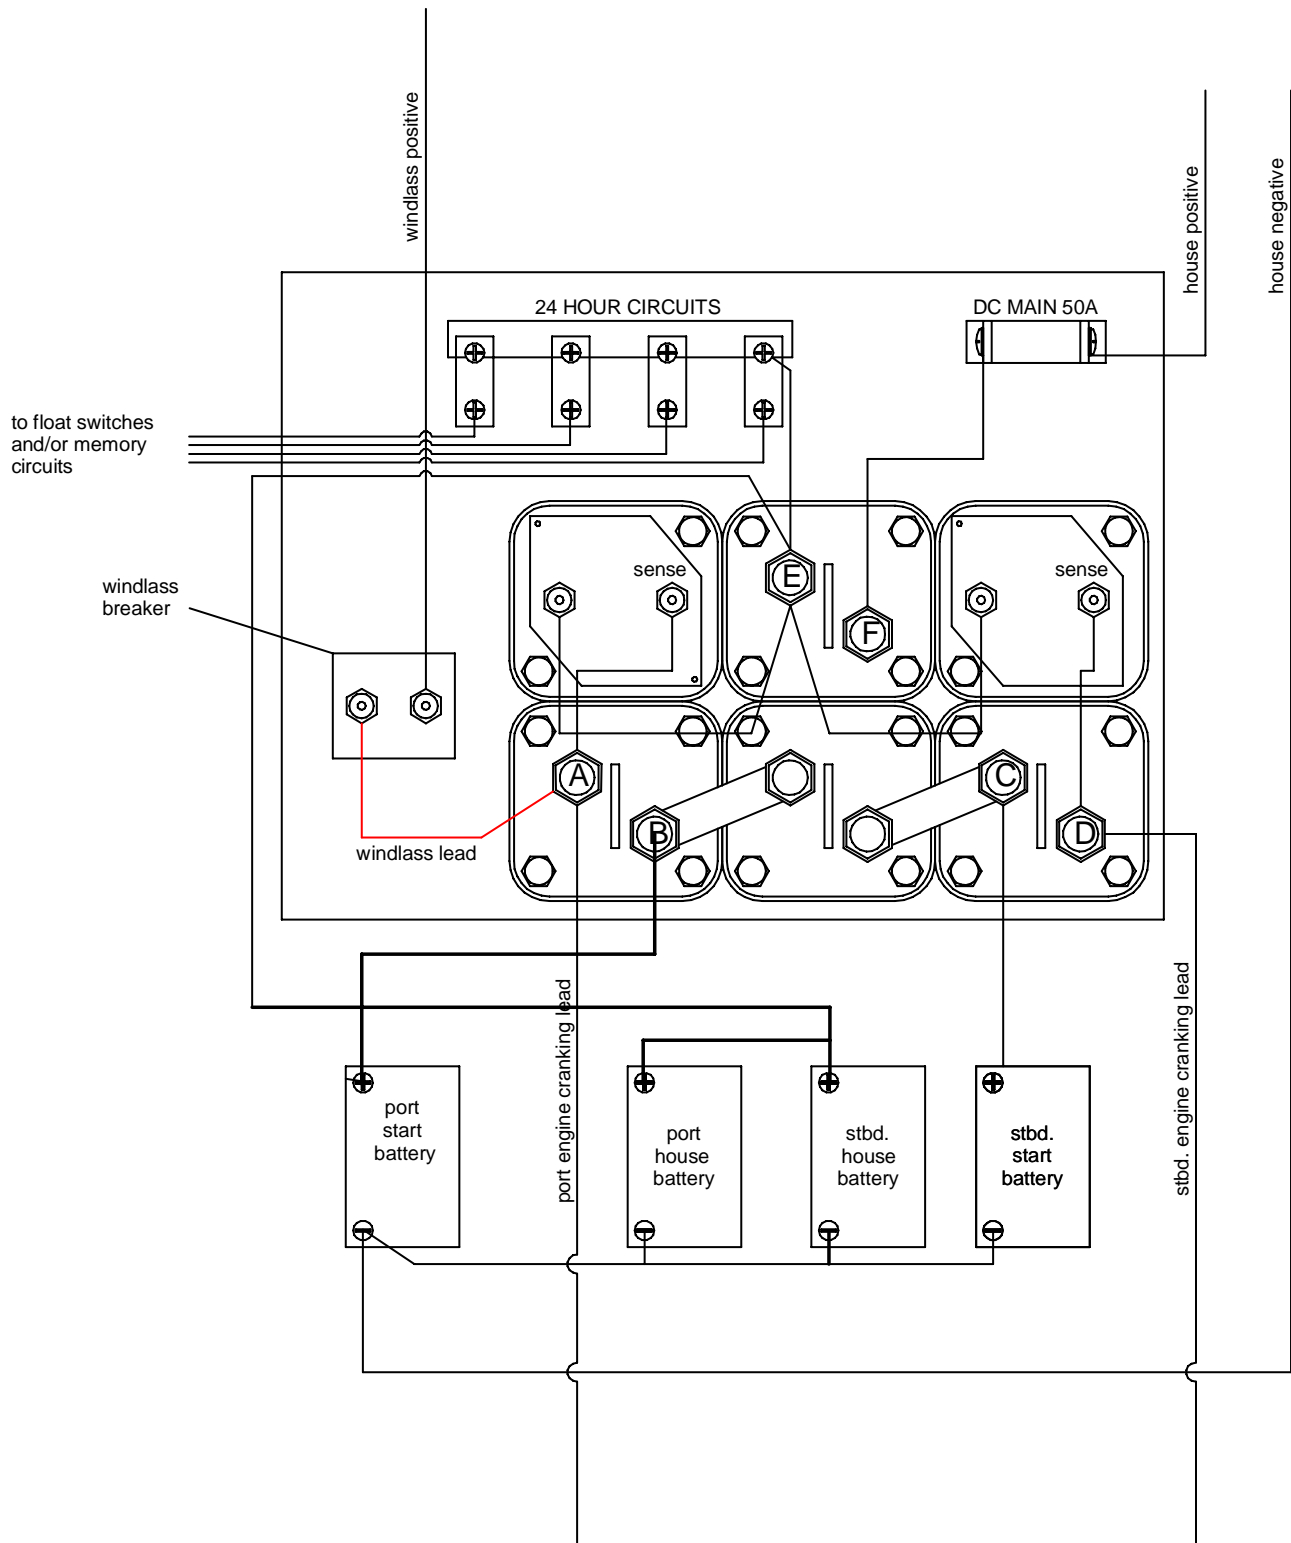 windlass positive
house positive
house negative
24 HOUR CIRCUITS
DC MAIN 50A
to float switches
and/or memory
circuits
sense
E
sense
F
windlass
breaker
A
B
C
D
windlass lead
port engine cranking lead
stbd. engine cranking lead
port
start
battery
port
house
battery
stbd.
house
battery
stbd.
start
battery